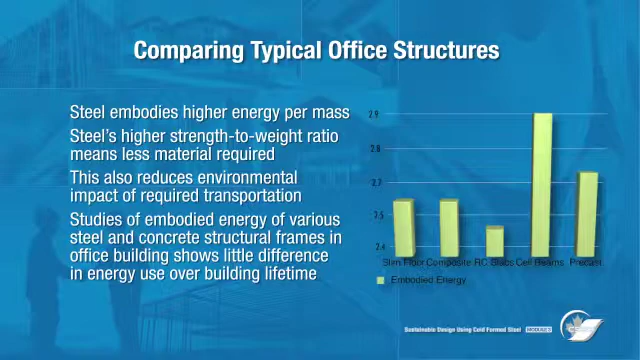 Comparing Typical Office Structures
Steel embodies higher energy per mass
Steel's higher strength-to-weight ratio
means less material required
This also reduces environmental
impact of required transportation
Studies of embodied energy of various
steel and concrete structural frames in
office building shows little difference
in energy use over building lifetime
2.9
2.8
2.7
2.5
2.4
Slim Floor Composite RC Slabs Cell Beams Precast
Embodied Energy
Sustainable Design Using Cold Formed Steel